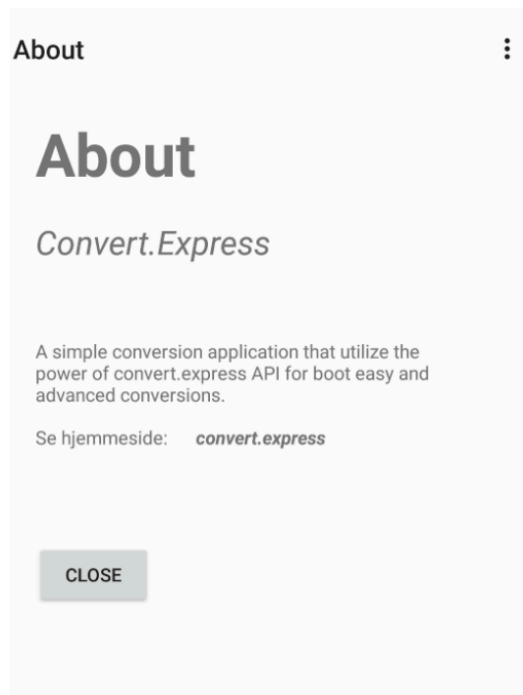 About
About
Convert.Express
A simple conversion application that utilize the
power of convert.express API for boot easy and
advanced conversions.
Se hjemmeside: convert.express
CLOSE